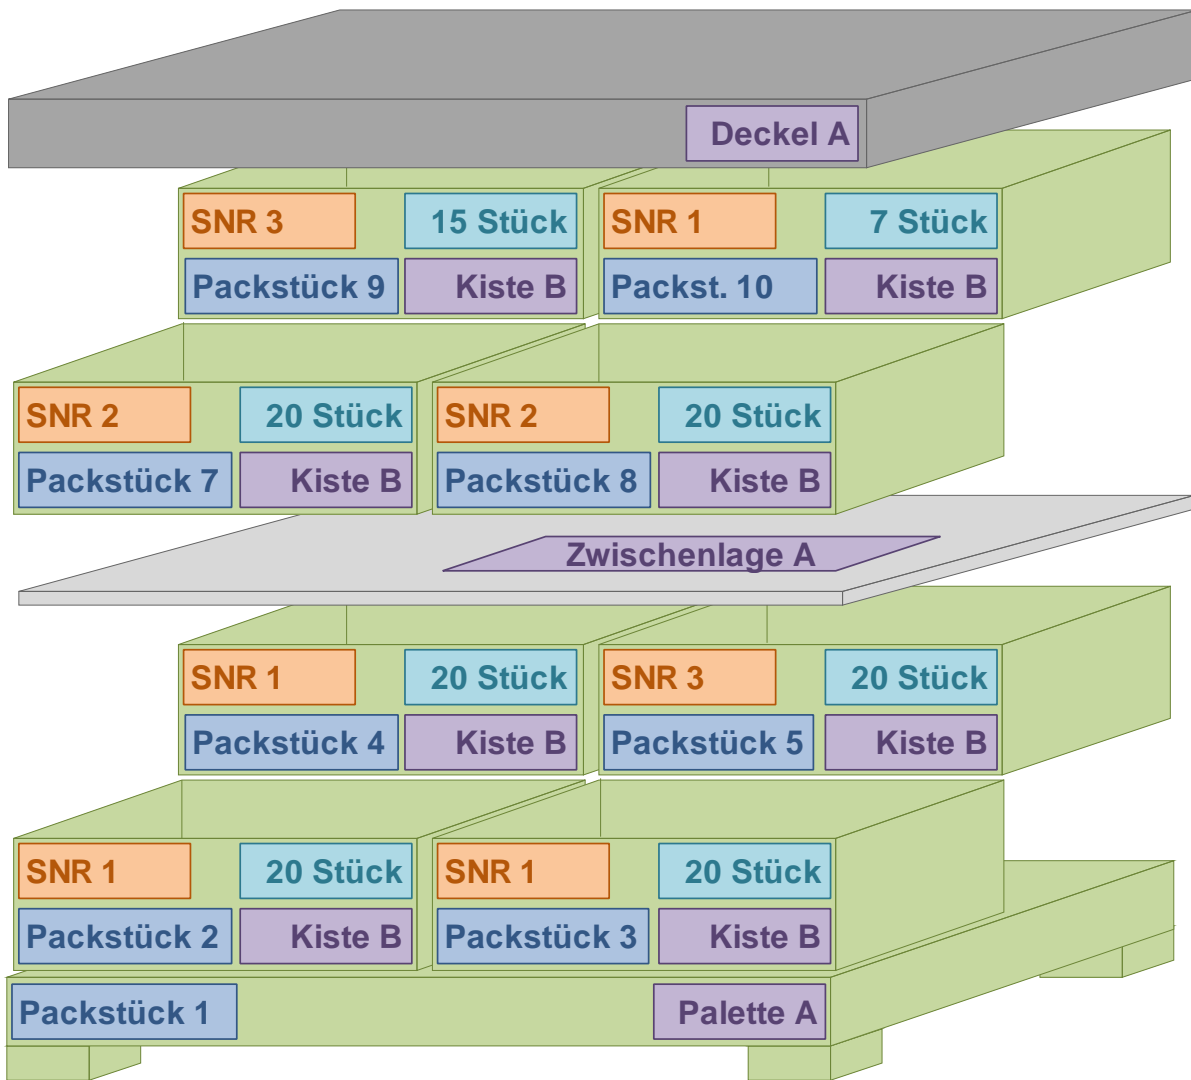 Deckel A
SNR 3 15 Stück
Packstück 9 Kiste B
SNR 1 7 Stück
Packst. 10 Kiste B
SNR 2 20 Stück
Packstück 7 Kiste B
SNR 2 20 Stück
Packstück 8 Kiste B
Zwischenlage A
SNR 1 20 Stück
Packstück 4 Kiste B
SNR 3 20 Stück
Packstück 5 Kiste B
SNR 1 20 Stück
Packstück 2 Kiste B
SNR 1 20 Stück
Packstück 3 Kiste B
Packstück 1 Palette A